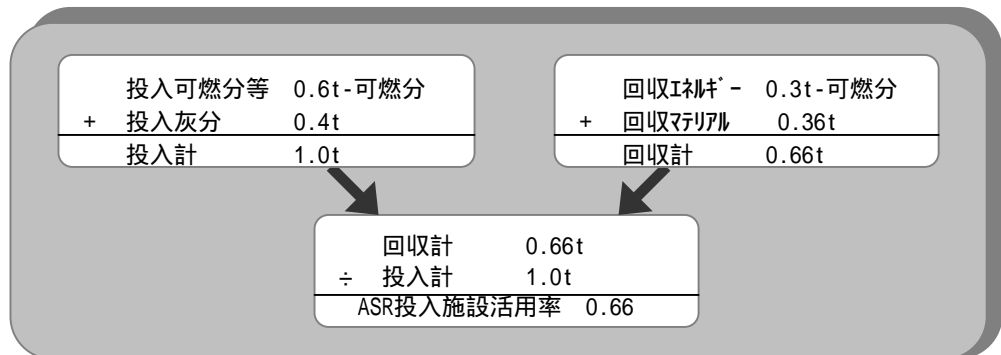 投入可燃分等 0.6t-可燃分
+ 投入灰分 0.4t
投入計 1.0t
回収ｴﾈﾙｷﾞｰ 0.3t-可燃分
+ 回収ﾏﾃﾘｱﾙ 0.36t
回収計 0.66t
回収計 0.66t
÷ 投入計 1.0t
ASR投入施設活用率 0.66